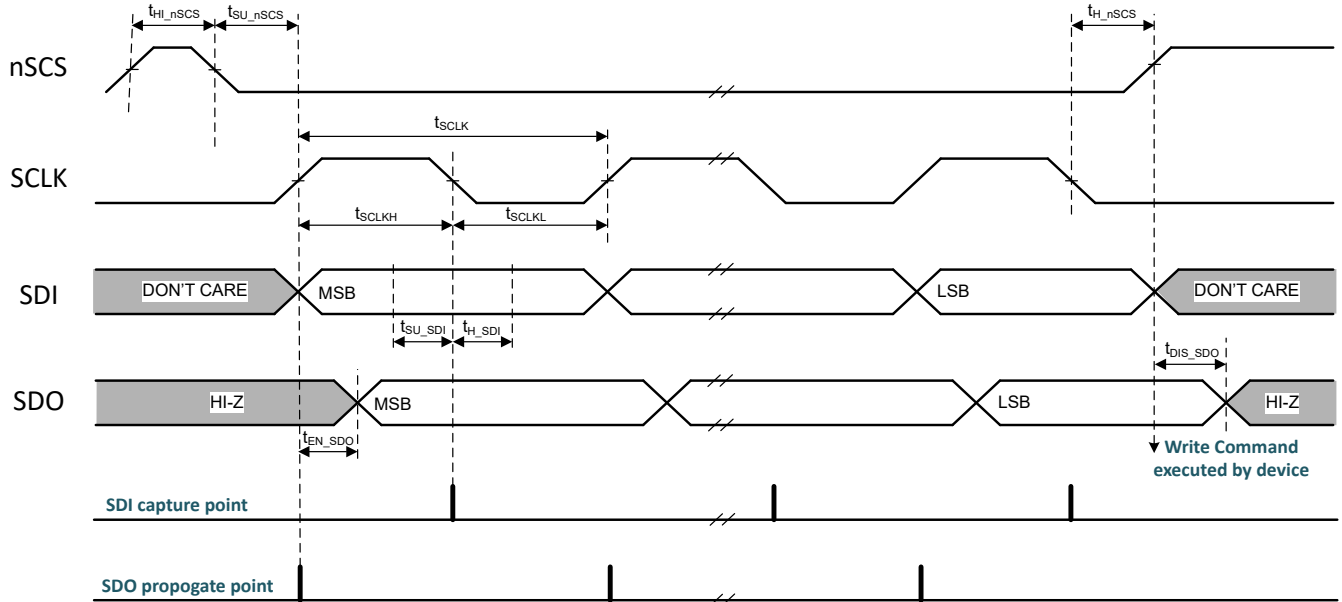 tHI_nSCS
tSU_nSCS
tH_nSCS
nSCS
tSCLK
SCLK
tSCLKH
tSCLKL
SDI
DON'T CARE
MSB
LSB
DON'T CARE
tSU_SDI
tH_SDI
tDIS_SDO
SDO
HI-Z
MSB
LSB
HI-Z
tEN_SDO
Write Command
executed by device
SDI capture point
SDO propogate point